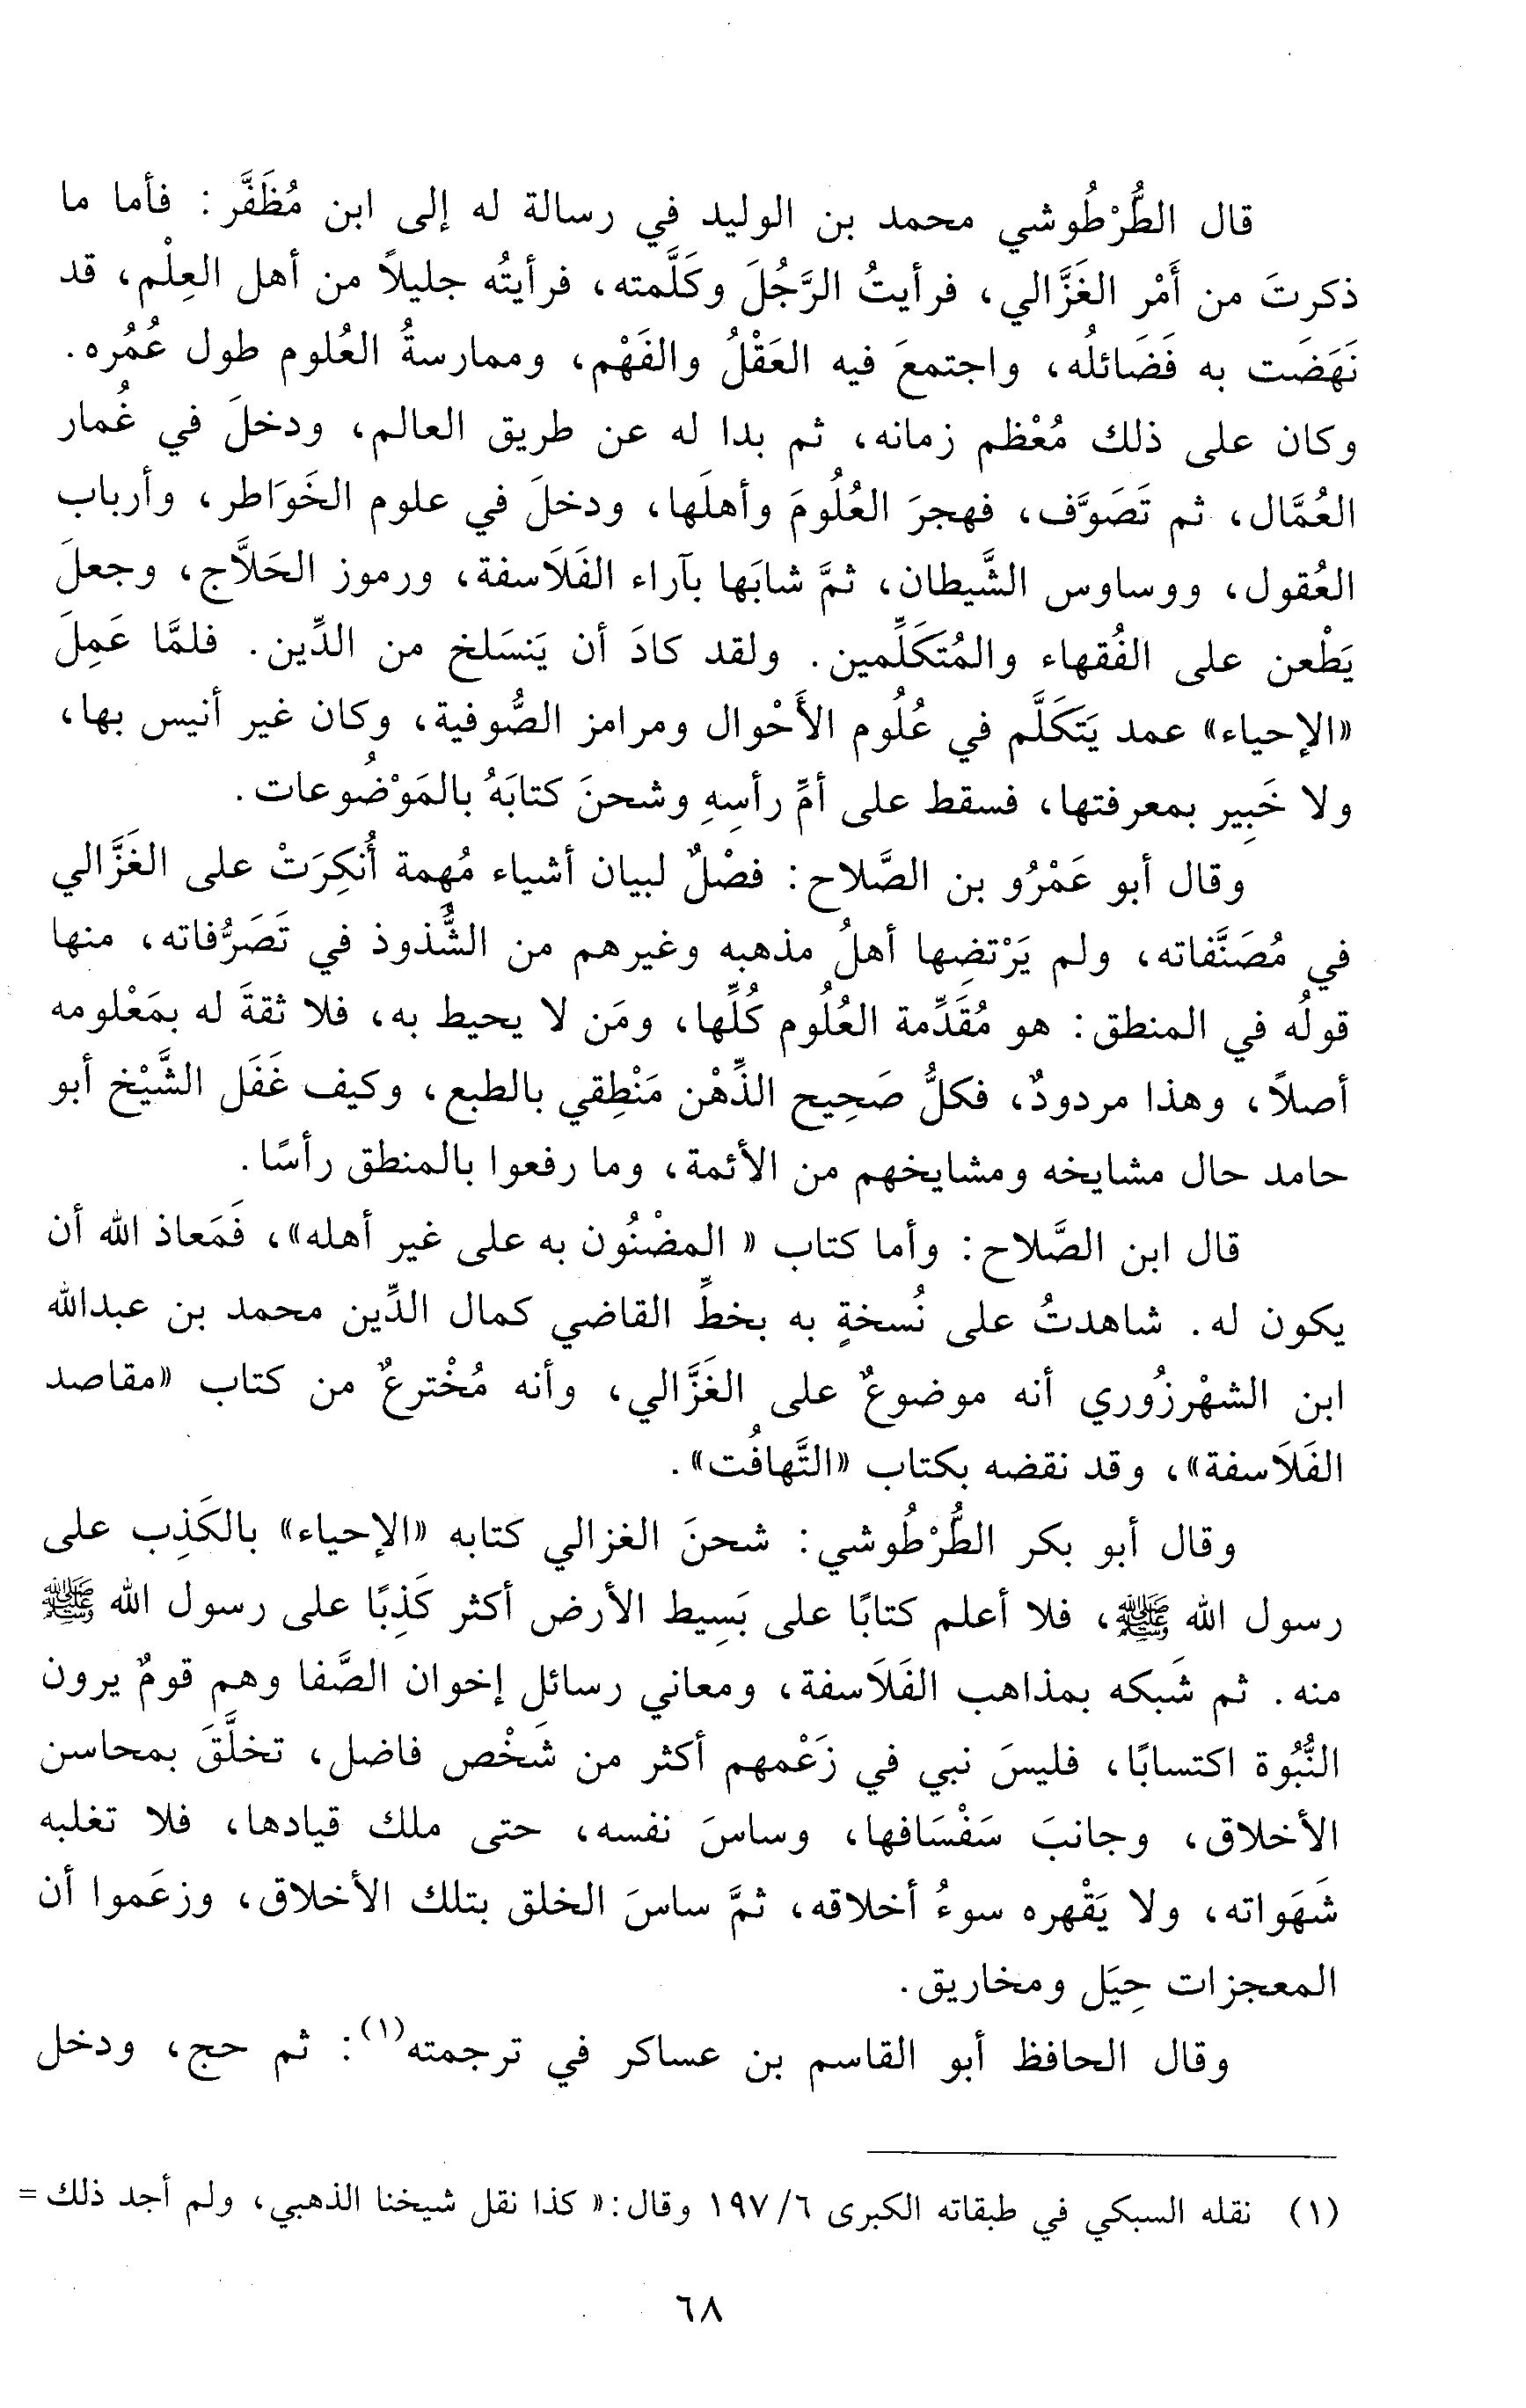 قال الطُّرْطُوشي محمد بن الوليد في رسالة له إلى ابن مُظَفَّر: فأما ما
ذكرتَ من أَمْر الغَزَّالي، فرأيتُ الرَّجُلَ وكَلَّمته، فرأيتُه جليلاً من أهل العِلْم، قد
نَهَضَت به فَضَائلُه، واجتمعَ فيه العَقْلُ والفَهْم، وممارسةُ العُلوم طول عُمُره.
وكان على ذلك مُعْظم زمانه، ثم بدا له عن طريق العالم، ودخلَ في غُمار
العُمَّال، ثم تَصَوَّف، فهجرَ العُلُومَ وأهلَها، ودخلَ في علوم الخَوَاطر، وأرباب
العُقول، ووساوس الشَّيطان، ثمَّ شابَها بآراء الفَلَاسفة، ورموز الحَلاَّج، وجعلَ
يَطْعن على الفُقهاء والمُتَكَلِّمين. ولقد كادَ أن يَنسَلخ من الدِّين. فلمَّا عَمِلَ
«الإحياء» عمد يَتَكَلَّم في عُلُوم الأَحْوال ومرامز الصُّوفية، وكان غير أنيس بها،
ولا خَبِير بمعرفتها، فسقط على أمِّ رأسِهِ وشحنَ كتابَهُ بالمَوْضُوعات.
وقال أبو عَمْرُو بن الصَّلاح: فصْلٌ لبيان أشياء مُهِمة أُنكِرَتْ على الغَزَّالي
في مُصَنَّفاته، ولم يَرْتضِها أهلُ مذهبه وغيرهم من الشُّذوذ في تَصَرُّفاته، منها
قولُه في المنطق: هو مُقَدِّمة العُلُوم كُلِّها، ومَن لا يحيط به، فلا ثقةَ له بمَعْلومه
أصلاً، وهذا مردودٌ، فكلُّ صَحِيح الذِّهْن مَنْطِقي بالطبع، وكيف غَفَل الشَّيْخ أبو
حامد حال مشايخه ومشايخهم من الأئمة، وما رفعوا بالمنطق رأسًا.
قال ابن الصَّلاح: وأما كتاب « المضْنُون به على غير أهله»، فَمَعاذ الله أن
يكون له. شاهدتُ على نُسخةٍ به بخطِّ القاضي كمال الدِّين محمد بن عبدالله
ابن الشهْرزُوري أنه موضوعٌ على الغَزَّالي، وأنه مُخْترعٌ من كتاب «مقاصد
الفَلَاسفة»، وقد نقضه بكتاب «التَّهافُت».
وقال أبو بكر الطُّرْطُوشي: شحنَ الغزالي كتابه «الإحياء» بالكَذِب على
رسول الله ﷺ، فلا أعلم كتابًا على بَسِيط الأرض أكثر كَذِبًا على رسول الله ﷺ
منه. ثم شَبكه بمذاهب الفَلَاسفة، ومعاني رسائل إخوان الصَّفا وهم قومٌ يرون
النُّبُوة اكتسابًا، فليسَ نبي في زَعْمهم أكثر من شَخْص فاضل، تخلَّقَ بمحاسن
الأخلاق، وجانبَ سَفْسَافها، وساسَ نفسه، حتى ملك قيادها، فلا تغلبه
شَهَواته، ولا يَقْهره سوءُ أخلاقه، ثمَّ ساسَ الخلق بتلك الأخلاق، وزعَموا أن
المعجزات حِيَل ومخاريق.
وقال الحافظ أبو القاسم بن عساكر في ترجمته(١): ثم حج، ودخل
(١) نقله السبكي في طبقاته الكبرى ٦/ ١٩٧ وقال: « كذا نقل شيخنا الذهبي، ولم أجد ذلك =
٦٨